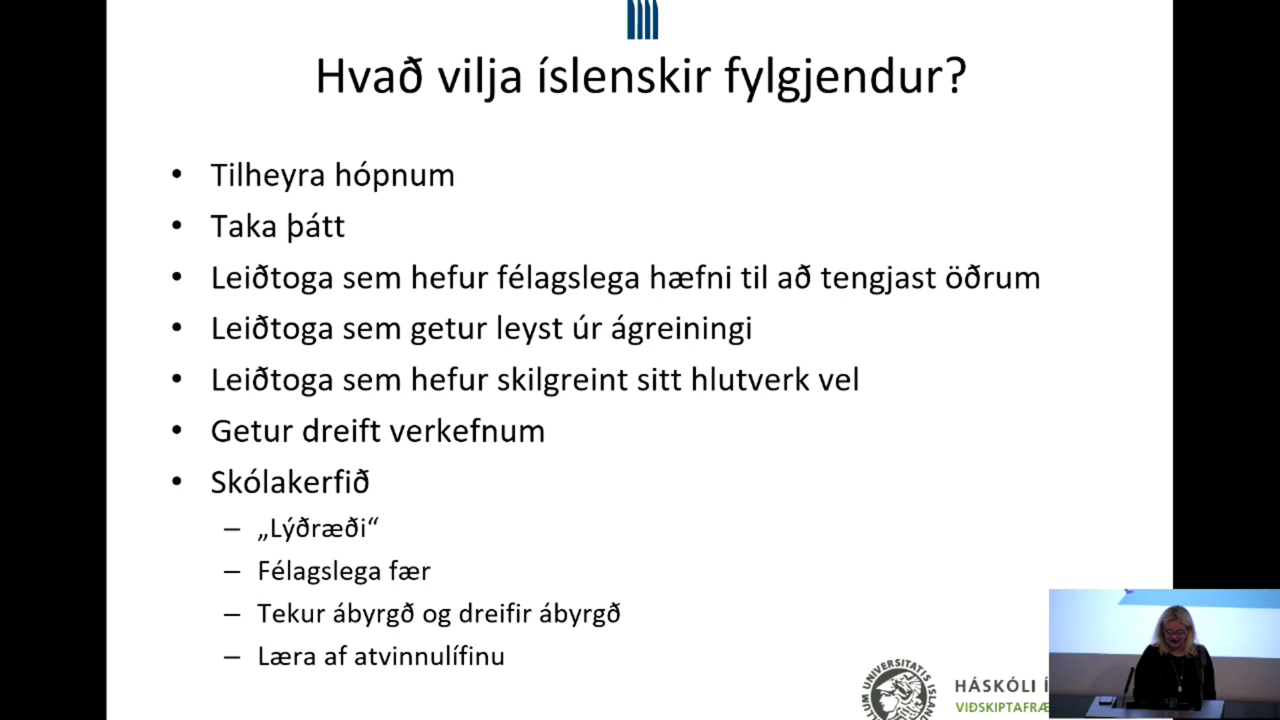 Hvað vilja íslenskir fylgjendur?
• Tilheyra hópnum
• Taka þátt
• Leiðtoga sem hefur félagslega hæfni til að tengjast öðrum
• Leiðtoga sem getur leyst úr ágreiningi
• Leiðtoga sem hefur skilgreint sitt hlutverk vel
• Getur dreift verkefnum
• Skólakerfið
– „Lýðræði“
– Félagslega fær
– Tekur ábyrgð og dreifir ábyrgð
– Læra af atvinnulífinu
UNIVERSITATIS
HÁSKÓLI